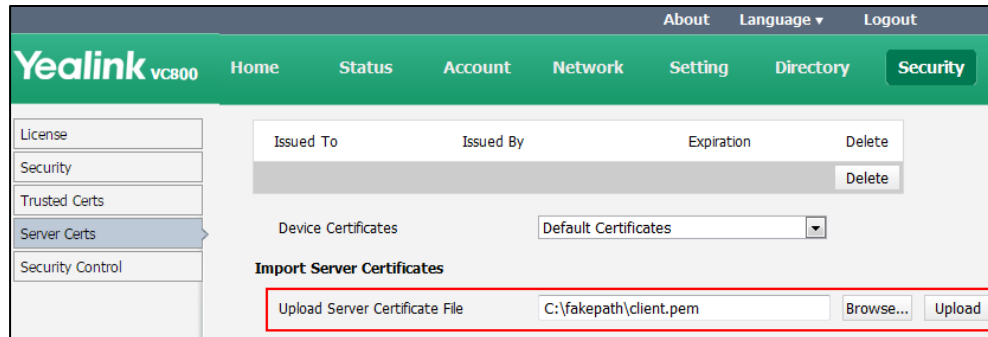 About Language ▾ Logout
Yealink VC800 Home Status Account Network Setting Directory Security
License
Security
Trusted Certs
Server Certs
Security Control
Issued To Issued By Expiration Delete
Delete
Device Certificates Default Certificates
Import Server Certificates
Upload Server Certificate File C:\fakepath\client.pem Browse... Upload